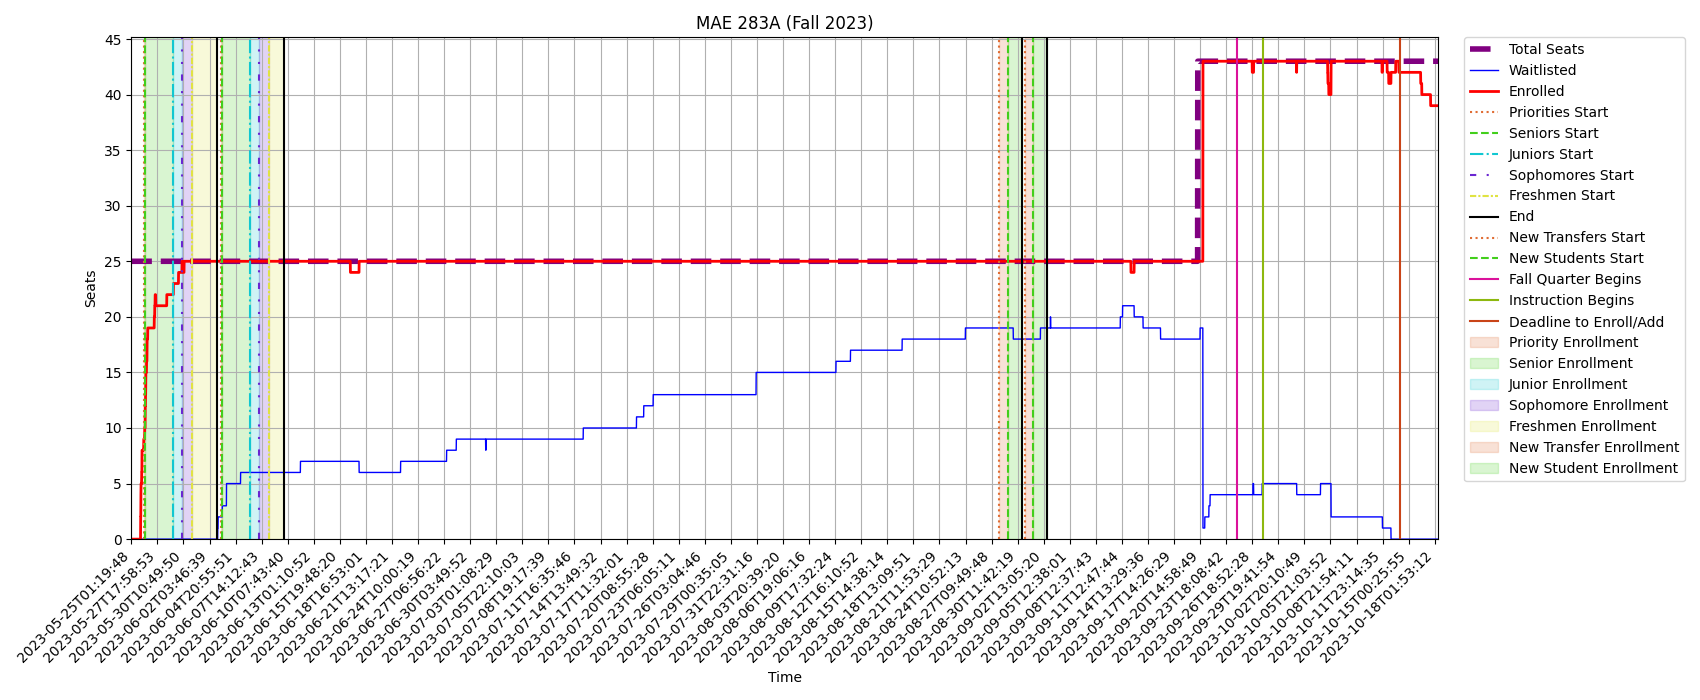 MAE 283A (Fall 2023)
Seats
45
40
35
30
25
20
15
10
5
0
2023-05-25T01:19:48
2023-05-27T17:58:53
2023-05-30T10:49:50
2023-06-02T03:46:39
2023-06-04T20:55:51
2023-06-07T14:12:43
2023-06-10T07:43:40
2023-06-13T01:10:52
2023-06-15T19:48:20
2023-06-18T16:53:01
2023-06-21T13:17:21
2023-06-24T10:00:19
2023-06-27T06:56:22
2023-06-30T03:49:52
2023-07-03T01:08:29
2023-07-05T22:10:03
2023-07-08T19:17:39
2023-07-11T16:35:46
2023-07-14T13:49:32
2023-07-17T11:32:01
2023-07-20T08:55:28
2023-07-23T06:05:11
2023-07-26T03:04:46
2023-07-29T00:35:05
2023-07-31T22:31:16
2023-08-03T20:39:20
2023-08-06T19:06:16
2023-08-09T17:32:24
2023-08-12T16:10:52
2023-08-15T14:38:14
2023-08-18T13:09:51
2023-08-21T11:53:29
2023-08-24T10:52:13
2023-08-27T09:49:48
2023-08-30T11:42:19
2023-09-02T13:05:20
2023-09-05T12:38:01
2023-09-08T12:37:43
2023-09-11T12:47:44
2023-09-14T13:29:36
2023-09-17T14:26:29
2023-09-20T14:58:49
2023-09-23T18:08:42
2023-09-26T18:52:28
2023-09-29T19:41:54
2023-10-02T20:10:49
2023-10-05T21:03:52
2023-10-08T21:54:11
2023-10-11T23:14:35
2023-10-15T00:25:55
2023-10-18T01:53:12
Time
Total Seats
Waitlisted
Enrolled
Priorities Start
Seniors Start
Juniors Start
Sophomores Start
Freshmen Start
End
New Transfers Start
New Students Start
Fall Quarter Begins
Instruction Begins
Deadline to Enroll/Add
Priority Enrollment
Senior Enrollment
Junior Enrollment
Sophomore Enrollment
Freshmen Enrollment
New Transfer Enrollment
New Student Enrollment